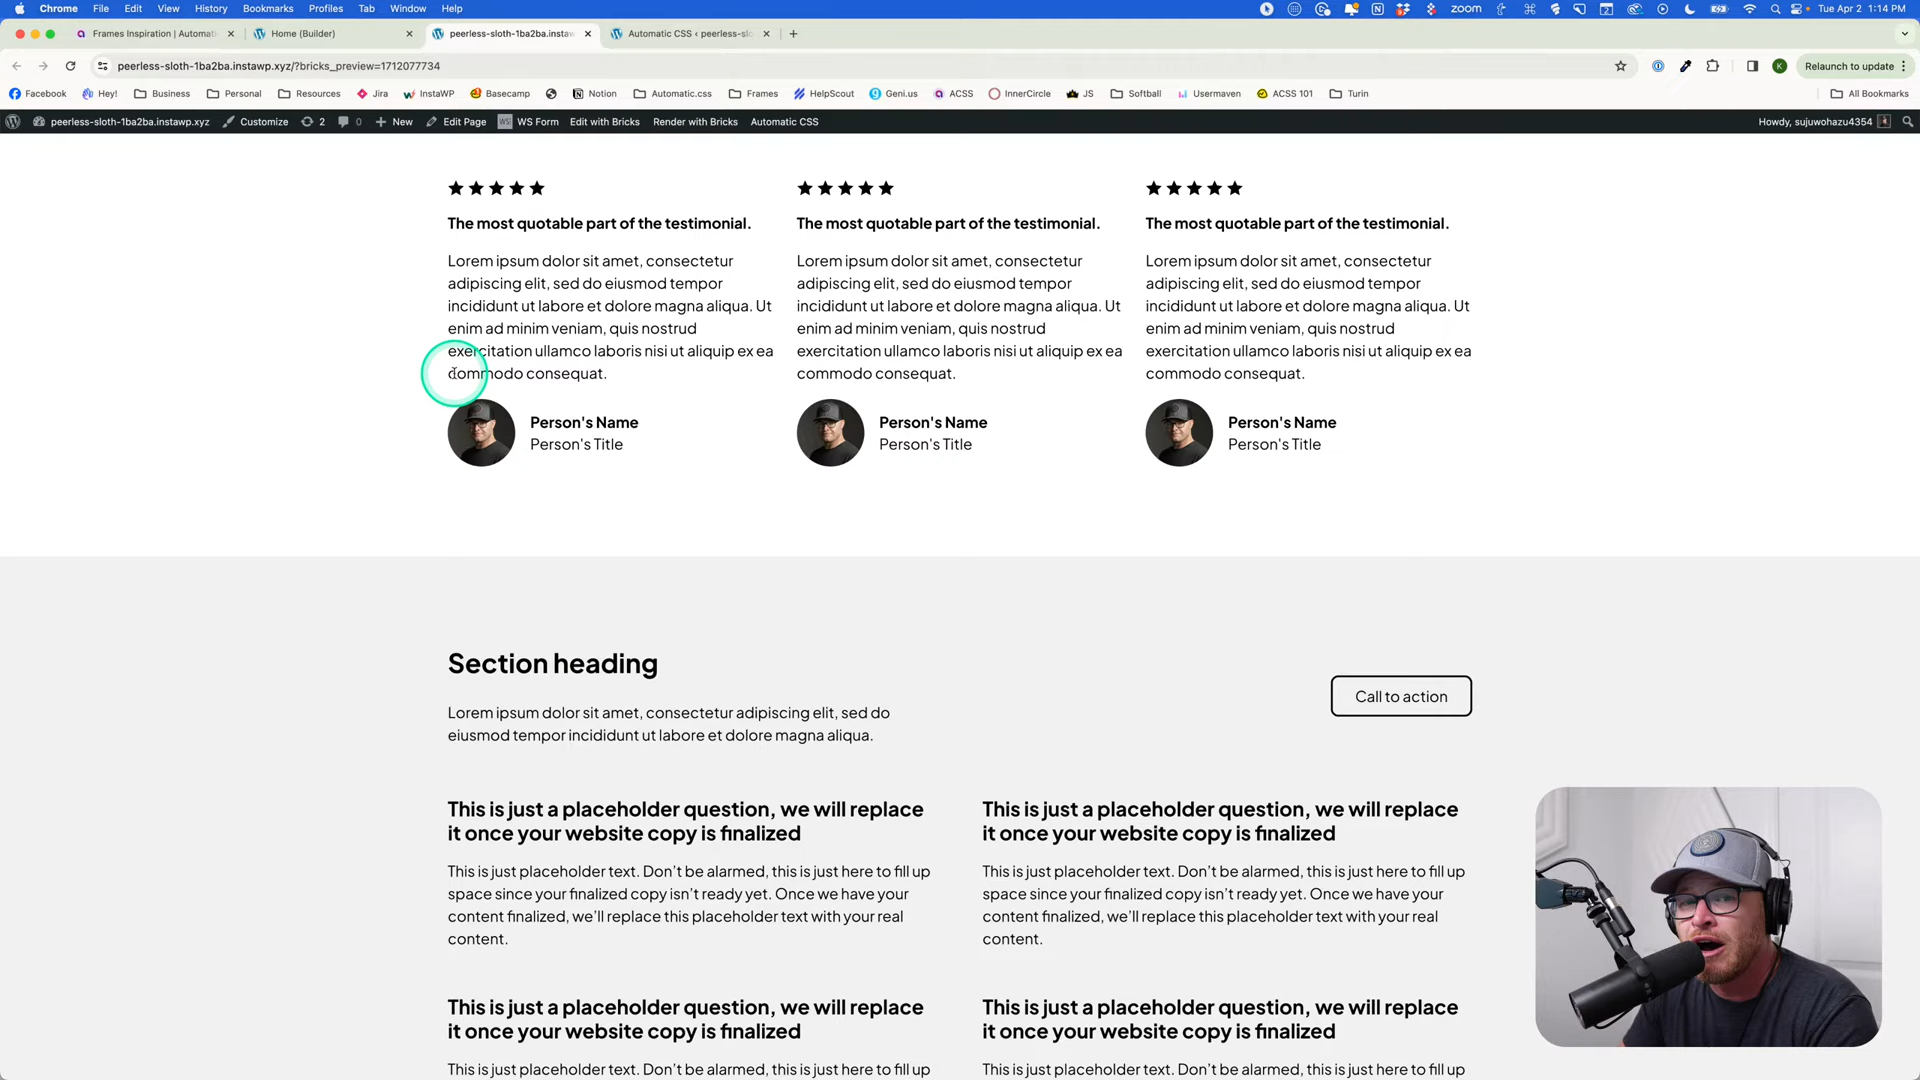 Chrome File Edit View History Bookmarks Profiles Tab Window Help
zoom Tue Apr 2 1:14 PM
Frames Inspiration | Automat
Home (Builder)
peerless-sloth-1ba2ba.instaw
Automatic CSS ‹ peerless-slo
peerless-sloth-1ba2ba.instawp.xyz/?bricks_preview=1712077734
K
Relaunch to update
Facebook Hey! Business Personal Resources Jira InstaWP Basecamp Notion Automatic.css Frames HelpScout Geni.us ACSS InnerCircle JS Softball Usermaven ACSS 101 Turin All Bookmarks
peerless-sloth-1ba2ba.instawp.xyz Customize 2 0 New Edit Page WS Form Edit with Bricks Render with Bricks Automatic CSS Howdy, sujuwohazu4354
The most quotable part of the testimonial.
Lorem ipsum dolor sit amet, consectetur
adipiscing elit, sed do eiusmod tempor
incididunt ut labore et dolore magna aliqua. Ut
enim ad minim veniam, quis nostrud
exercitation ullamco laboris nisi ut aliquip ex ea
commodo consequat.
Person's Name
Person's Title
The most quotable part of the testimonial.
Lorem ipsum dolor sit amet, consectetur
adipiscing elit, sed do eiusmod tempor
incididunt ut labore et dolore magna aliqua. Ut
enim ad minim veniam, quis nostrud
exercitation ullamco laboris nisi ut aliquip ex ea
commodo consequat.
Person's Name
Person's Title
The most quotable part of the testimonial.
Lorem ipsum dolor sit amet, consectetur
adipiscing elit, sed do eiusmod tempor
incididunt ut labore et dolore magna aliqua. Ut
enim ad minim veniam, quis nostrud
exercitation ullamco laboris nisi ut aliquip ex ea
commodo consequat.
Person's Name
Person's Title
Section heading
Lorem ipsum dolor sit amet, consectetur adipiscing elit, sed do
eiusmod tempor incididunt ut labore et dolore magna aliqua.
Call to action
This is just a placeholder question, we will replace
it once your website copy is finalized
This is just placeholder text. Don’t be alarmed, this is just here to fill up
space since your finalized copy isn’t ready yet. Once we have your
content finalized, we’ll replace this placeholder text with your real
content.
This is just a placeholder question, we will replace
it once your website copy is finalized
This is just placeholder text. Don’t be alarmed, this is just here to fill up
space since your finalized copy isn’t ready yet. Once we have your
content finalized, we’ll replace this placeholder text with your real
content.
This is just a placeholder question, we will replace
it once your website copy is finalized
This is just placeholder text. Don’t be alarmed, this is just here to fill up
This is just a placeholder question, we will replace
it once your website copy is finalized
This is just placeholder text. Don’t be alarmed, this is just here to fill up